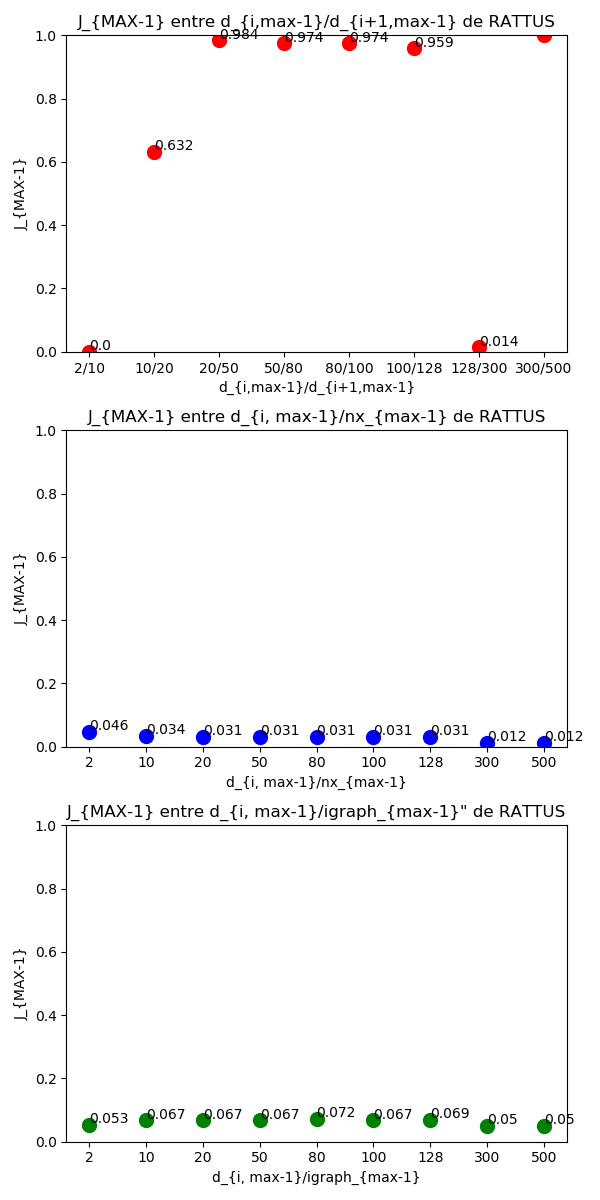 J_{MAX-1} entre d_{i,max-1}/d_{i+1,max-1} de RATTUS
1.0
0.984
0.974
0.974
0.959
0.8
0.632
0.6
J_{MAX-1}
0.4
0.2
0.014
0.0
0.0
2/10 10/20 20/50 50/80 80/100 100/128 128/300 300/500
d_{i,max-1}/d_{i+1,max-1}
J_{MAX-1} entre d_{i, max-1}/nx_{max-1} de RATTUS
1.0
0.8
0.6
J_{MAX-1}
0.4
0.2
0.046 0.034 0.031 0.031 0.031 0.031 0.031 0.012 0.012
0.0
2 10 20 50 80 100 128 300 500
d_{i, max-1}/nx_{max-1}
J_{MAX-1} entre d_{i, max-1}/igraph_{max-1}" de RATTUS
1.0
0.8
0.6
J_{MAX-1}
0.4
0.2
0.053 0.067 0.067 0.067 0.072 0.067 0.069 0.05 0.05
0.0
2 10 20 50 80 100 128 300 500
d_{i, max-1}/igraph_{max-1}